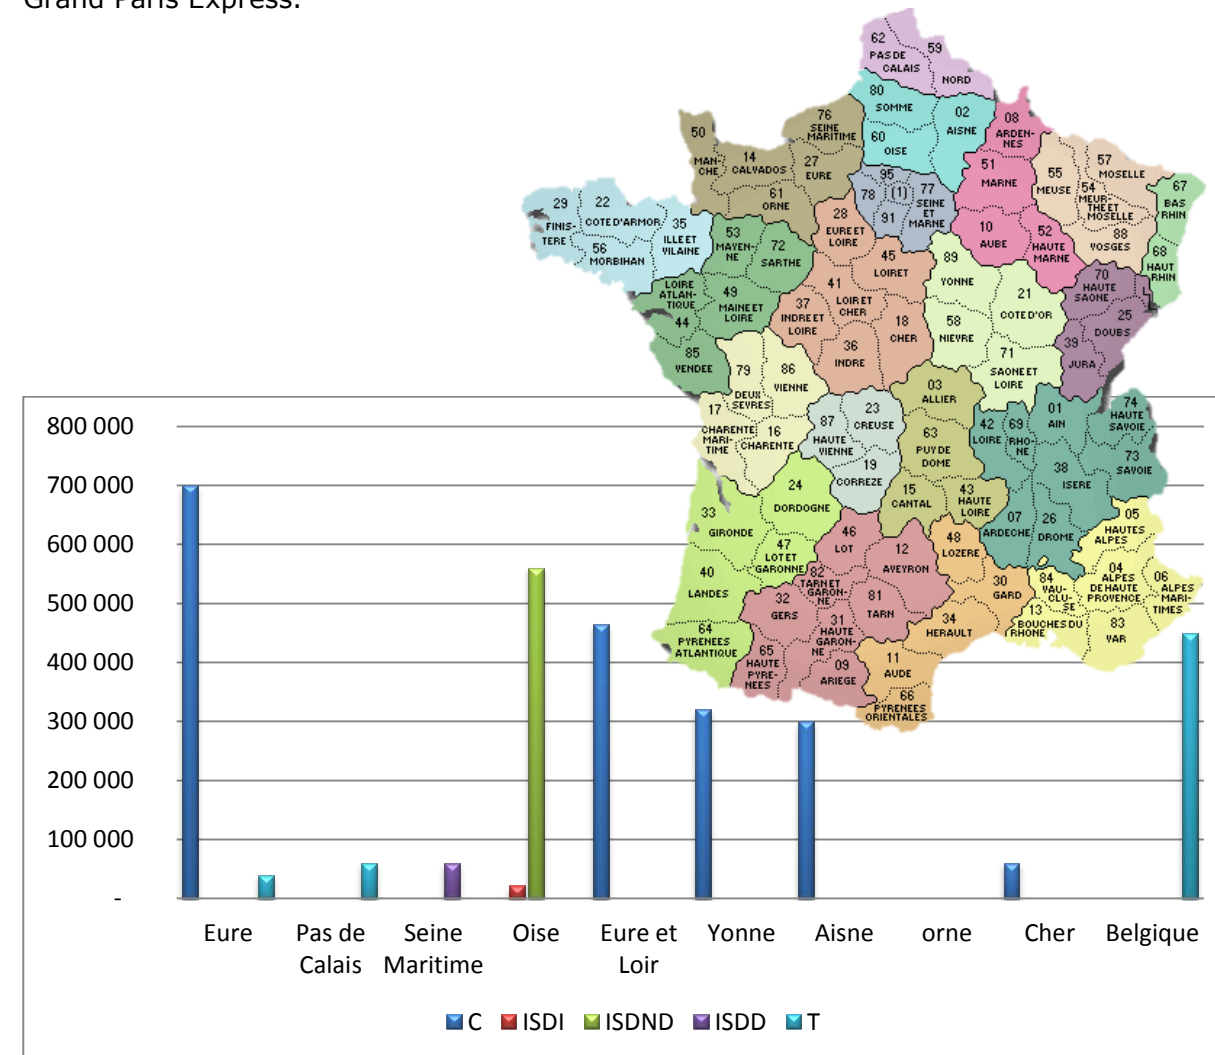 Grand Paris Express.
62
PAS DE
CALAIS
59
NORD
80
SOMME
02
AISNE
60
OISE
08
ARDEN-
NES
76
SEINE
MARITIME
50
MAN-
CHE
14
CALVADOS
27
EURE
61
ORNE
95
78
(1)
77
SEINE
ET
MARNE
91
51
MARNE
10
AUBE
52
HAUTE
MARNE
55
MEUSE
57
MOSELLE
54
MEUR-
THE ET
MOSELLE
88
VOSGES
67
BAS
RHIN
68
HAUT
RHIN
29
FINIS-
TERE
22
COTE D'ARMOR
35
ILLE ET
VILAINE
56
MORBIHAN
53
MAYEN-
NE
72
SARTHE
LOIRE
ATLAN-
TIQUE
44
49
MAINE ET
LOIRE
85
VENDEE
28
EURE ET
LOIRE
45
LOIRET
41
LOIR ET
CHER
37
INDRE ET
LOIRE
18
CHER
36
INDRE
89
YONNE
21
COTE D'OR
58
NIEVRE
71
SAONE ET
LOIRE
70
HAUTE
SAONE
25
DOUBS
39
JURA
79
DEUX
SEVRES
86
VIENNE
17
CHARENTE
MARI-
TIME
16
CHARENTE
87
HAUTE
VIENNE
23
CREUSE
19
CORREZE
03
ALLIER
63
PUY DE
DOME
15
CANTAL
43
HAUTE
LOIRE
42
LOIRE
69
RHO-
NE
01
AIN
74
HAUTE
SAVOIE
73
SAVOIE
38
ISERE
07
ARDECHE
26
DROME
24
DORDOGNE
33
GIRONDE
47
LOT ET
GARONNE
40
LANDES
64
PYRENEES
ATLANTIQUE
46
LOT
12
AVEYRON
82
TARN ET
GARON-
NE
32
GERS
81
TARN
31
HAUTE
GARON-
NE
65
HAUTE
PYRE-
NEES
09
ARIEGE
48
LOZERE
30
GARD
34
HERAULT
11
AUDE
66
PYRENEES
ORIENTALES
05
HAUTES
ALPES
04
ALPES
DE HAUTE
PROVENCE
06
ALPES
MARI-
TIMES
84
VAU-
CLU-
SE
13
BOUCHES DU
RHONE
83
VAR
800 000
700 000
600 000
500 000
400 000
300 000
200 000
100 000
-
Eure
Pas de
Calais
Seine
Maritime
Oise
Eure et
Loir
Yonne
Aisne
orne
Cher
Belgique
C ISDI ISDND ISDD T